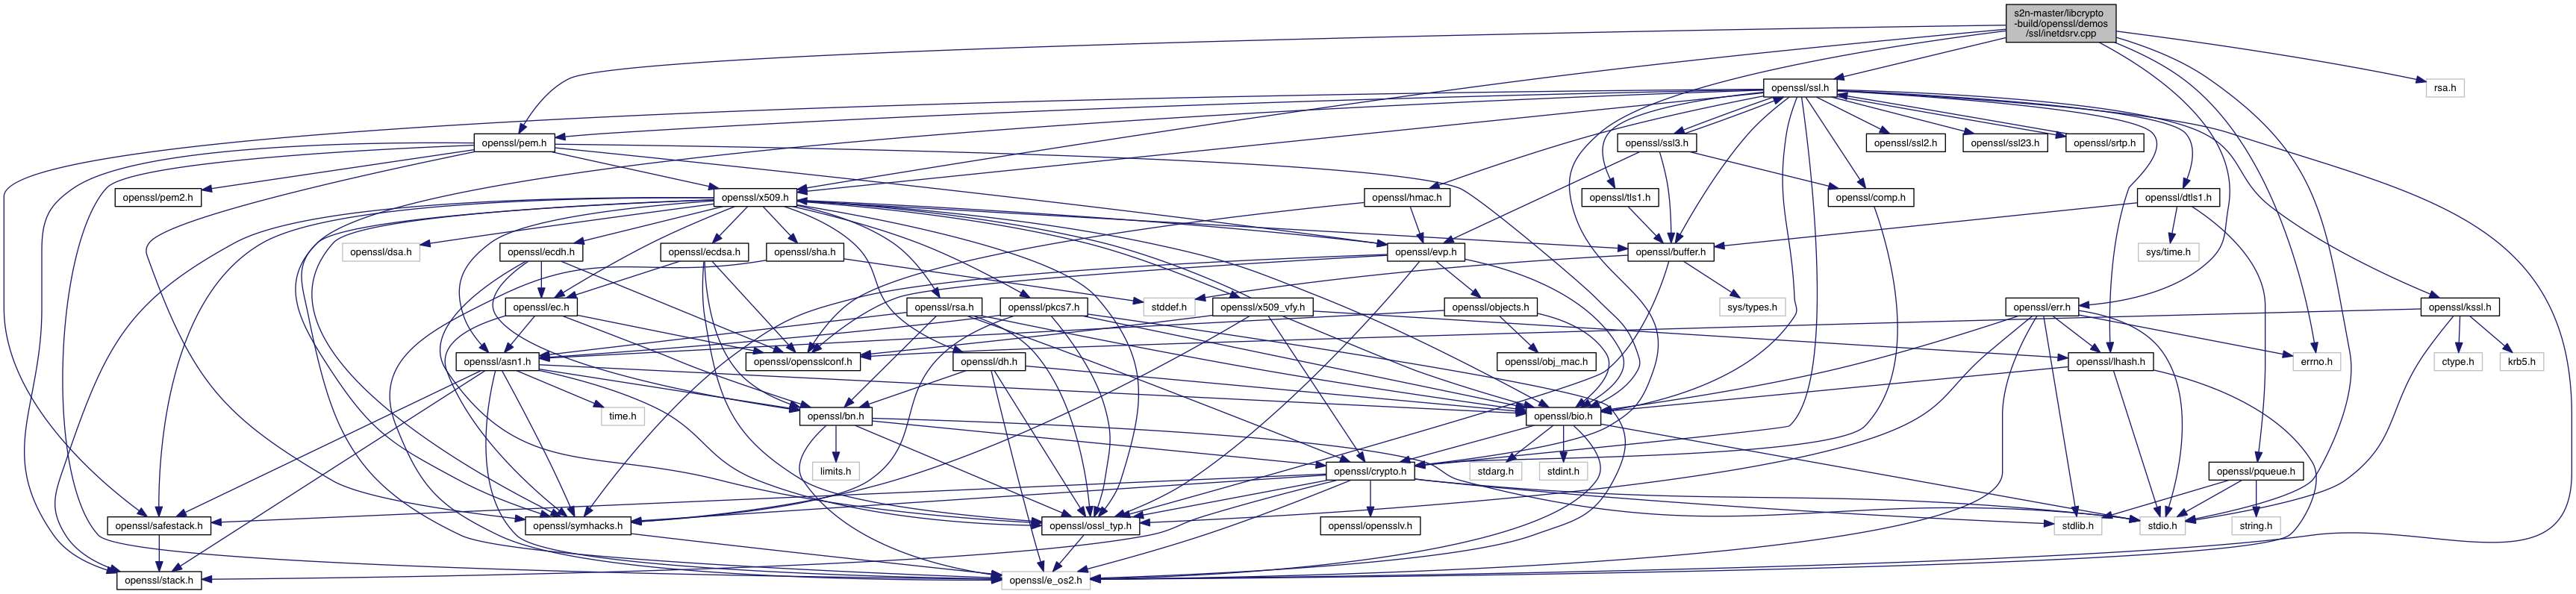 s2n-master/libcrypto
-build/openssl/demos
/ssl/inetdsrv.cpp
openssl/ssl.h
rsa.h
openssl/pem.h
openssl/ssl3.h
openssl/ssl2.h
openssl/ssl23.h
openssl/srtp.h
openssl/pem2.h
openssl/x509.h
openssl/hmac.h
openssl/tls1.h
openssl/comp.h
openssl/dtls1.h
openssl/dsa.h
openssl/ecdh.h
openssl/ecdsa.h
openssl/sha.h
openssl/evp.h
openssl/buffer.h
sys/time.h
openssl/ec.h
openssl/rsa.h
openssl/pkcs7.h
stddef.h
openssl/x509_vfy.h
openssl/objects.h
sys/types.h
openssl/err.h
openssl/kssl.h
openssl/asn1.h
openssl/opensslconf.h
openssl/dh.h
openssl/obj_mac.h
openssl/lhash.h
errno.h
ctype.h
krb5.h
time.h
openssl/bn.h
openssl/bio.h
limits.h
openssl/crypto.h
stdarg.h
stdint.h
openssl/pqueue.h
openssl/safestack.h
openssl/symhacks.h
openssl/ossl_typ.h
openssl/opensslv.h
stdlib.h
stdio.h
string.h
openssl/stack.h
openssl/e_os2.h